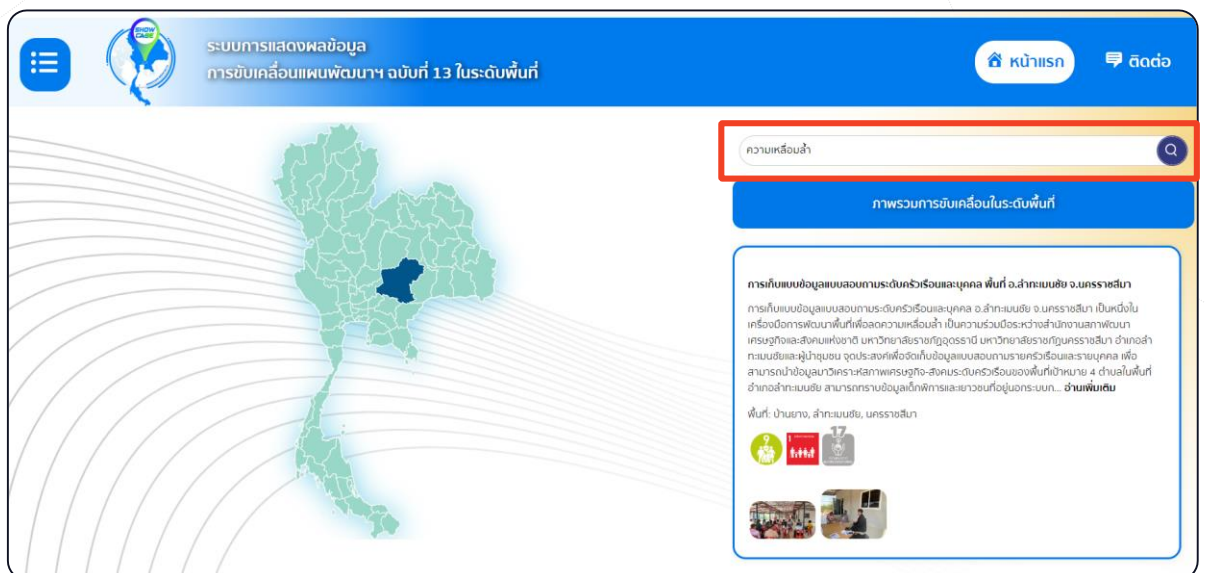 SHOW
CASE
ระบบการแสดงผลข้อมูล
การขับเคลื่อนแผนพัฒนาฯ ฉบับที่ 13 ในระดับพื้นที่
หน้าแรก
ติดต่อ
ความเหลื่อมล้ำ
ภาพรวมการขับเคลื่อนในระดับพื้นที่
การเก็บแบบข้อมูลแบบสอบถามระดับครัวเรือนและบุคคล พื้นที่ อ.ลำทะเมนชัย จ.นครราชสีมา
การเก็บแบบข้อมูลแบบสอบถามระดับครัวเรือนและบุคคล อ.ลำทะเมนชัย จ.นครราชสีมา เป็นหนึ่งใน
เครื่องมือการพัฒนาพื้นที่เพื่อลดความเหลื่อมล้ำ เป็นความร่วมมือระหว่างสำนักงานสภาพัฒนา
เศรษฐกิจและสังคมแห่งชาติ มหาวิทยาลัยราชภัฏอุดรธานี มหาวิทยาลัยราชภัฏนครราชสีมา อำเภอลำ
ทะเมนชัยและผู้นำชุมชน จุดประสงค์เพื่อจัดเก็บข้อมูลแบบสอบถามรายครัวเรือนและรายบุคคล เพื่อ
สามารถนำข้อมูลมาวิเคราะห์สภาพเศรษฐกิจ-สังคมระดับครัวเรือนของพื้นที่เป้าหมาย 4 ตำบลในพื้นที่
อำเภอลำทะเมนชัย สามารถทราบข้อมูลเด็กพิการและเยาวชนที่อยู่นอกระบบก... อ่านเพิ่มเติม
พื้นที่: บ้านยาง, ลำทะเมนชัย, นครราชสีมา
9
1
17